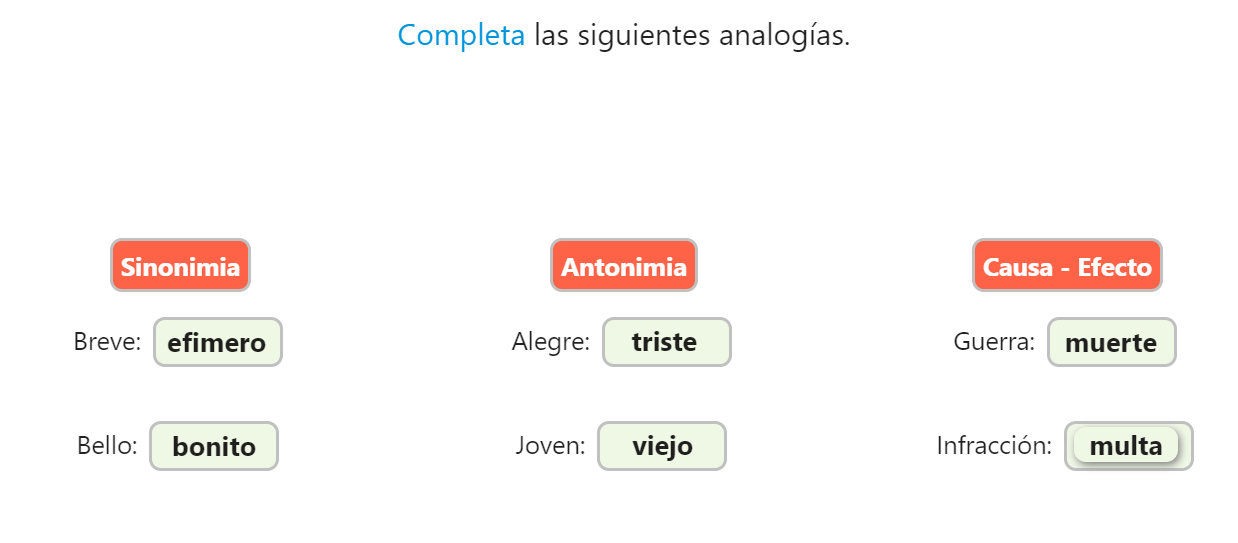 Completa las siguientes analogías.
Sinonimia
Antonimia
Causa - Efecto
Breve: efimero
Alegre: triste
Guerra: muerte
Bello: bonito
Joven: viejo
Infracción: multa